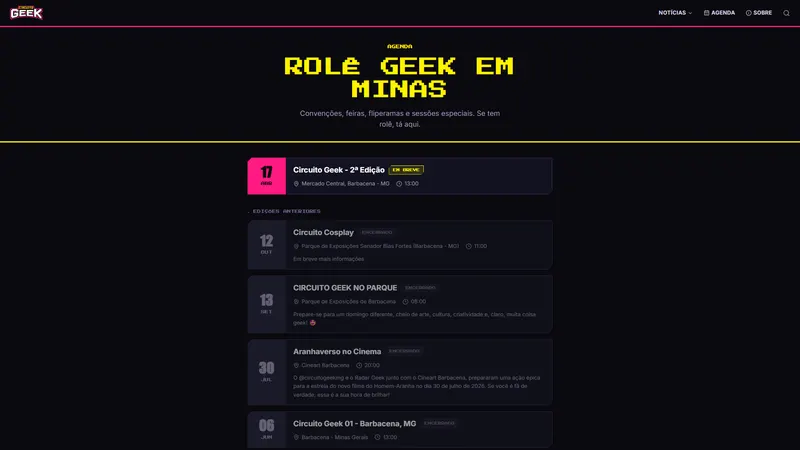 CIRCUITO
GEEK
NOTÍCIAS
AGENDA
SOBRE
AGENDA
ROLÊ GEEK EM
MINAS
Convenções, feiras, fliperamas e sessões especiais. Se tem
rolê, tá aqui.
17
Circuito Geek - 2ª Edição
EM BREVE
Mercado Central, Barbacena - MG
13:00
EDIÇÕES ANTERIORES
12
OUT
Circuito Cosplay
ENCERRADO
Parque de Exposições Senador Bias Fortes (Barbacena - MG)
11:00
Em breve mais informações
13
SET
CIRCUITO GEEK NO PARQUE
ENCERRADO
Parque de Exposições de Barbacena
08:00
Prepare-se para um domingo diferente, cheio de arte, cultura, criatividade e, claro, muita coisa
geek!
30
JUL
Aranhaverso no Cinema
ENCERRADO
Cineart Barbacena
20:00
O @circuitogeekmg e o Radar Geek junto com o Cineart Barbacena, prepararam uma ação épica
para a estreia do novo filme do Homem-Aranha no dia 30 de julho de 2025. Se você é fã de
verdade, essa é a sua hora de brilhar!
06
JUN
Circuito Geek 01 - Barbacena, MG
ENCERRADO
Barbacena - Minas Gerais
13:00